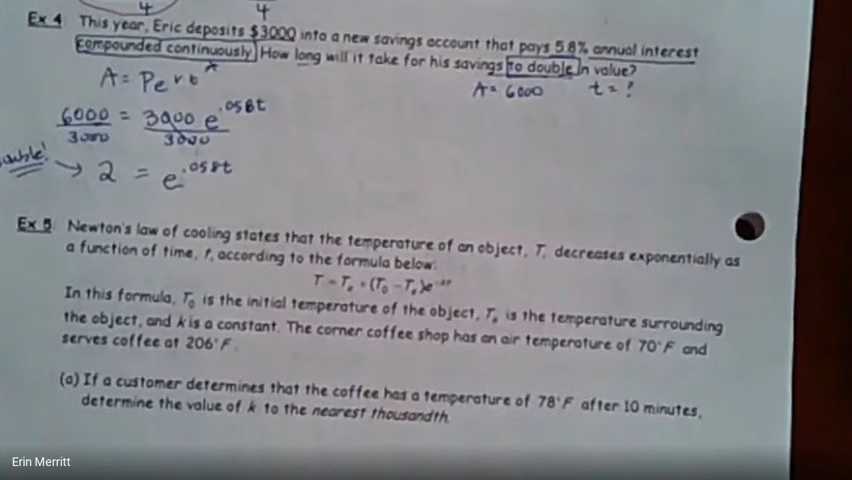 4 4
Ex 4 This year, Eric deposits $3000 into a new savings account that pays 5.8% annual interest
compounded continuously. How long will it take for his savings to double in value?
A = Pe^rt A = 6000 t = ?
6000 = 3000 e^.058t
3000 3000
→ 2 = e^.058t
Ex 5 Newton's law of cooling states that the temperature of an object, T, decreases exponentially as
a function of time, t, according to the formula below:
In this formula, T₀ is the initial temperature of the object, Tₐ is the temperature surrounding
the object, and k is a constant. The corner coffee shop has an air temperature of 70°F and
serves coffee at 206°F.
(a) If a customer determines that the coffee has a temperature of 78°F after 10 minutes,
determine the value of k to the nearest thousandth.
Erin Merritt